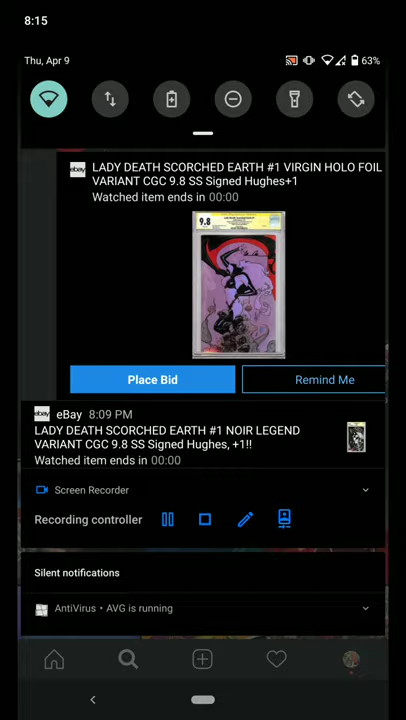 8:15
Thu, Apr 9
63%
ebay
LADY DEATH SCORCHED EARTH #1 VIRGIN HOLO FOIL
VARIANT CGC 9.8 SS Signed Hughes+1
Watched item ends in 00:00
9.8
Place Bid
Remind Me
ebay
eBay 8:09 PM
LADY DEATH SCORCHED EARTH #1 NOIR LEGEND
VARIANT CGC 9.8 SS Signed Hughes, +1!!
Watched item ends in 00:00
Screen Recorder
Recording controller
Silent notifications
AntiVirus • AVG is running